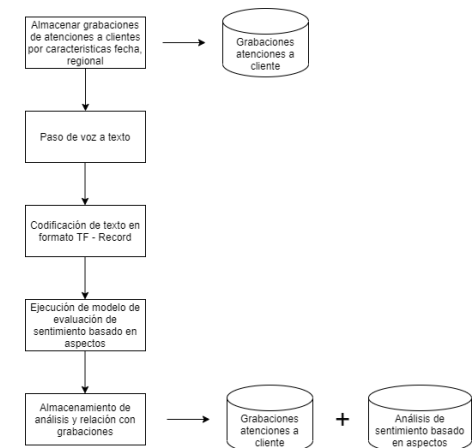 Almacenar grabaciones
de atenciones a clientes
por caracteristicas fecha,
regional
Grabaciones
atenciones a
cliente
Paso de voz a texto
Codificación de texto en
formato TF - Record
Ejecución de modelo de
evaluación de
sentimiento basado en
aspectos
Almacenamiento de
análisis y relación con
grabaciones
Grabaciones
atenciones a
cliente
+
Análisis de
sentimiento basado
en aspectos